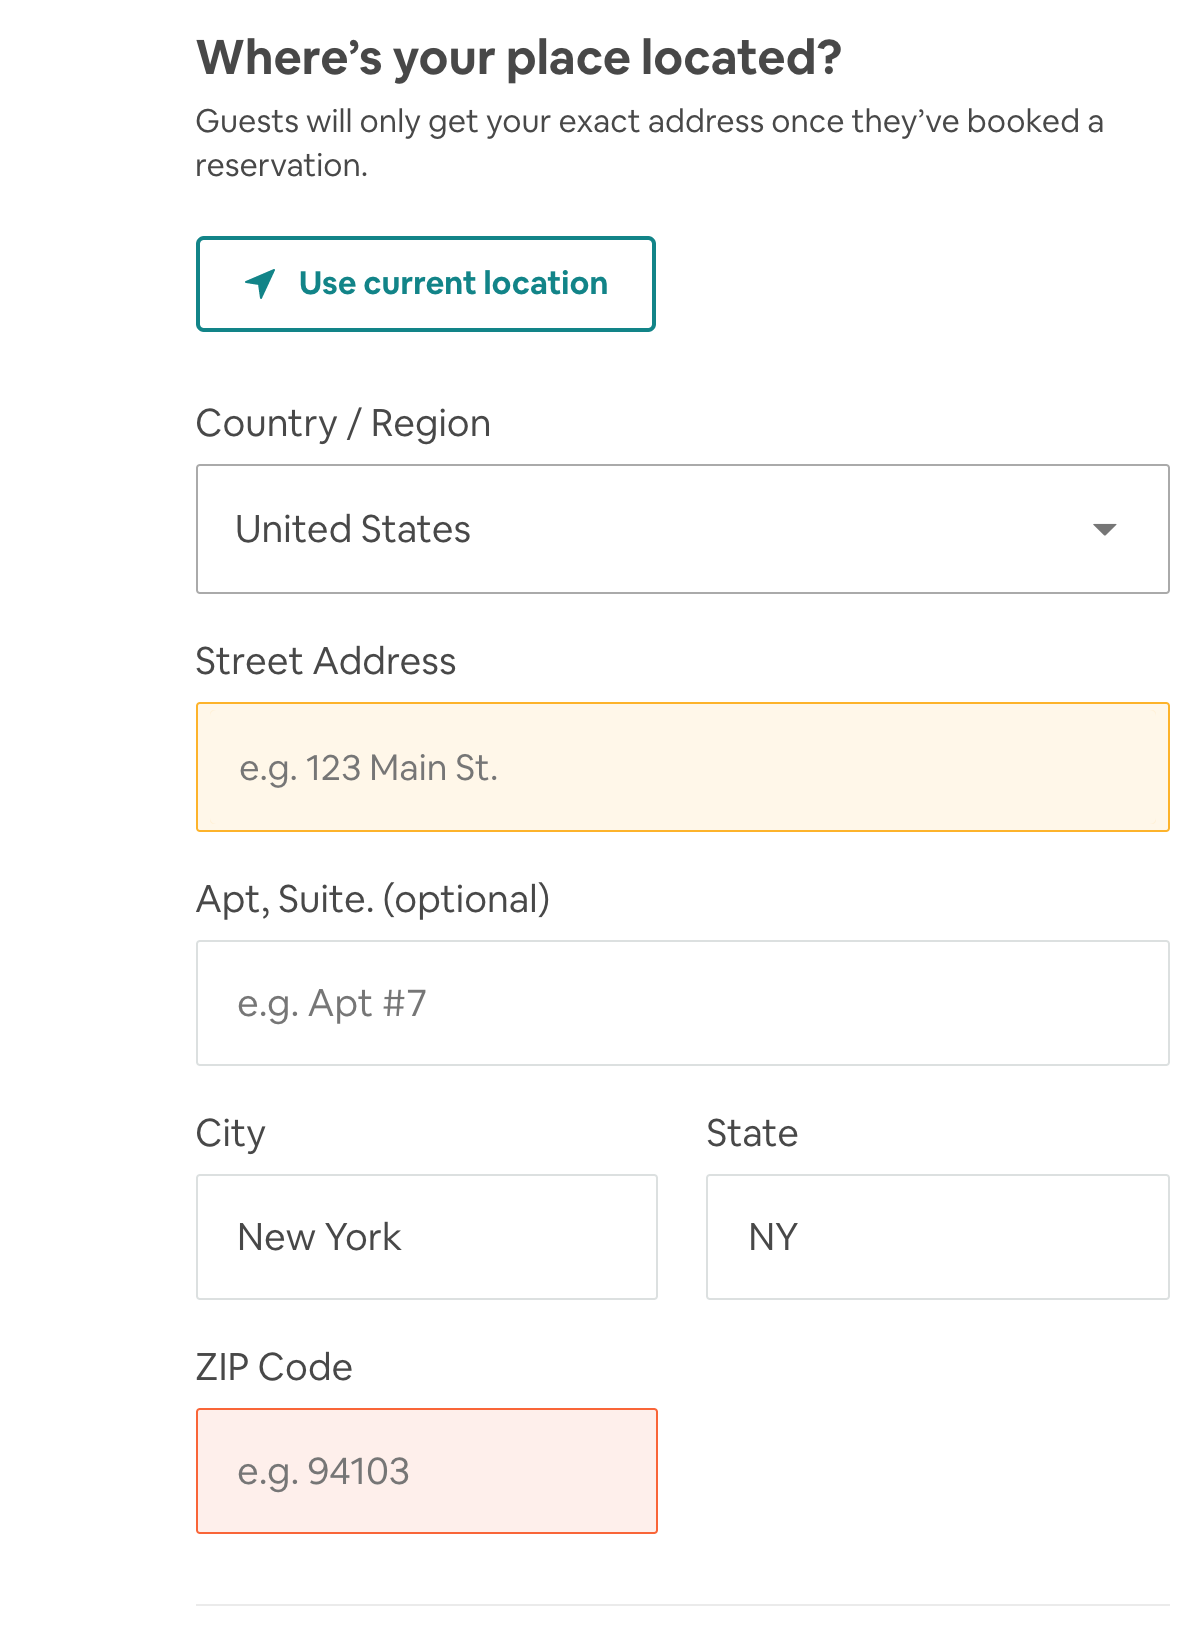 Where’s your place located?
Guests will only get your exact address once they’ve booked a
reservation.
Use current location
Country / Region
United States
Street Address
e.g. 123 Main St.
Apt, Suite. (optional)
e.g. Apt #7
City
State
New York
NY
ZIP Code
e.g. 94103